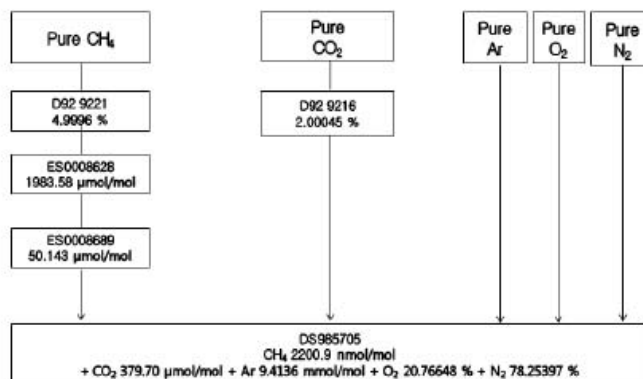 Pure CH₄
Pure
CO₂
Pure
Ar
Pure
O₂
Pure
N₂
D92 9221
4.9996 %
D92 9216
2.00045 %
ES0008628
1983.58 μmol/mol
ES0008689
50.143 μmol/mol
DS985705
CH₄ 2200.9 nmol/mol
+ CO₂ 379.70 μmol/mol + Ar 9.4136 mmol/mol + O₂ 20.76648 % + N₂ 78.25397 %